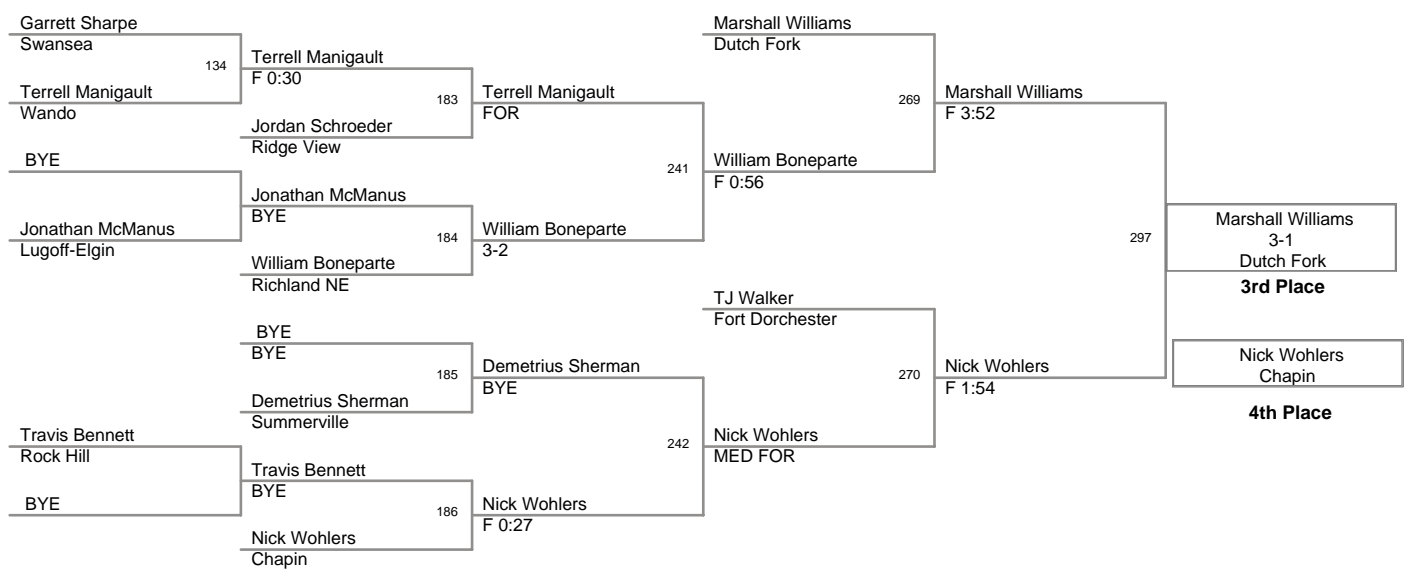 Garrett Sharpe
Swansea
134
Terrell Manigault
Wando
BYE
Jonathan McManus
Lugoff-Elgin
Travis Bennett
Rock Hill
BYE
Terrell Manigault
F 0:30
183
Jordan Schroeder
Ridge View
Jonathan McManus
BYE
184
William Boneparte
Richland NE
BYE
BYE
185
Demetrius Sherman
Summerville
Travis Bennett
BYE
186
Nick Wohlers
Chapin
Terrell Manigault
FOR
241
William Boneparte
3-2
Demetrius Sherman
BYE
242
Nick Wohlers
F 0:27
Marshall Williams
Dutch Fork
269
William Boneparte
F 0:56
TJ Walker
Fort Dorchester
270
Nick Wohlers
MED FOR
Marshall Williams
F 3:52
297
Nick Wohlers
F 1:54
Marshall Williams
3-1
Dutch Fork
3rd Place
Nick Wohlers
Chapin
4th Place